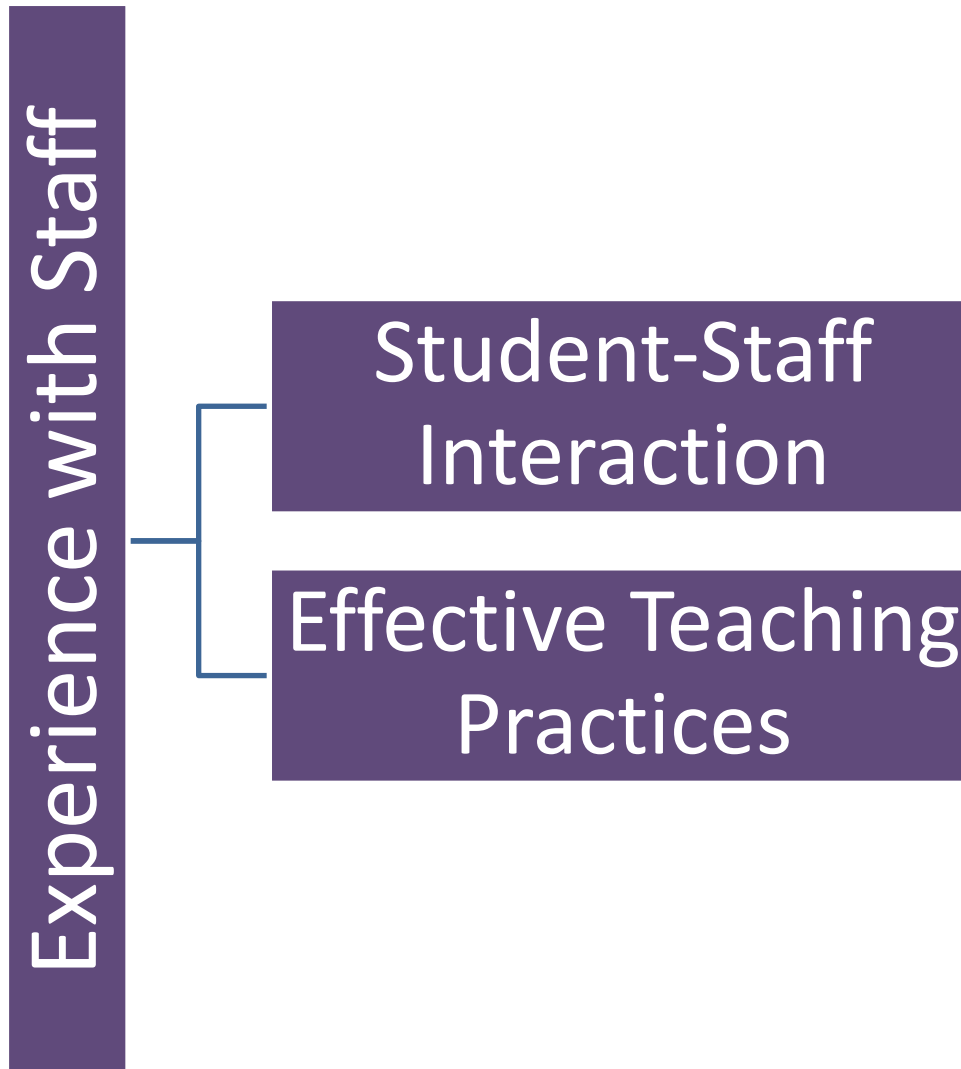 Experience with Staff
Student-Staff
Interaction
Effective Teaching
Practices